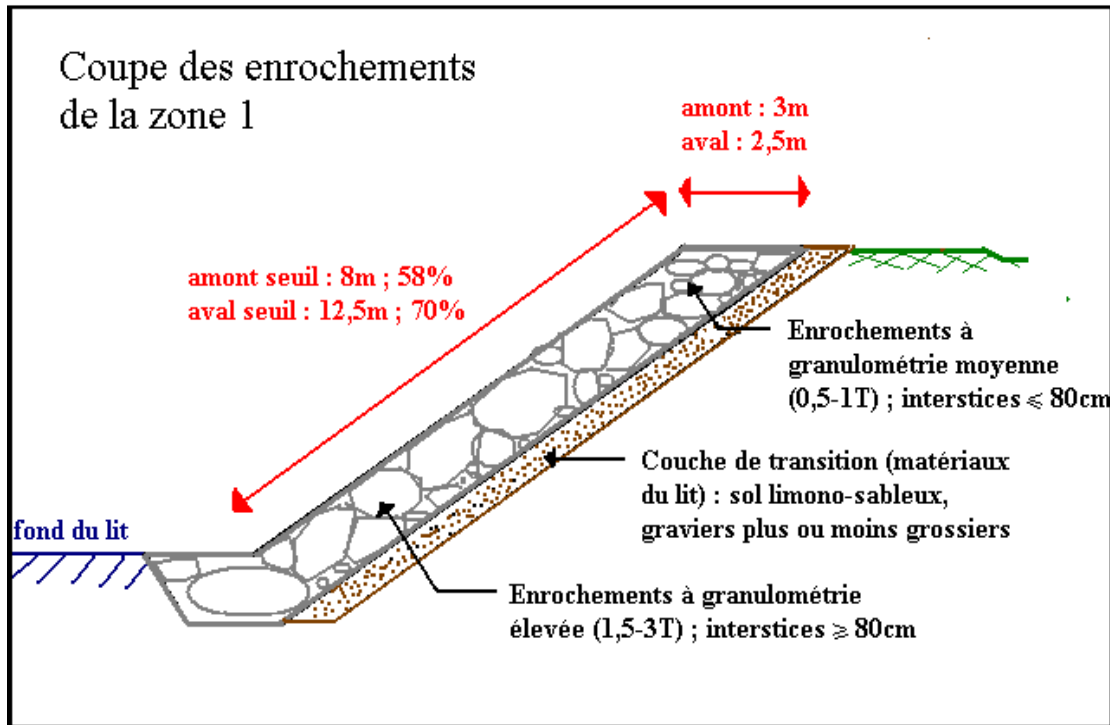 Coupe des enrochements
de la zone 1
amont : 3m
aval : 2,5m
amont seuil : 8m ; 58%
aval seuil : 12,5m ; 70%
Enrochements à
granulométrie moyenne
(0,5-1T) ; interstices ⩽ 80cm
Couche de transition (matériaux
du lit) : sol limono-sableux,
graviers plus ou moins grossiers
fond du lit
Enrochements à granulométrie
élevée (1,5-3T) ; interstices ⩾ 80cm